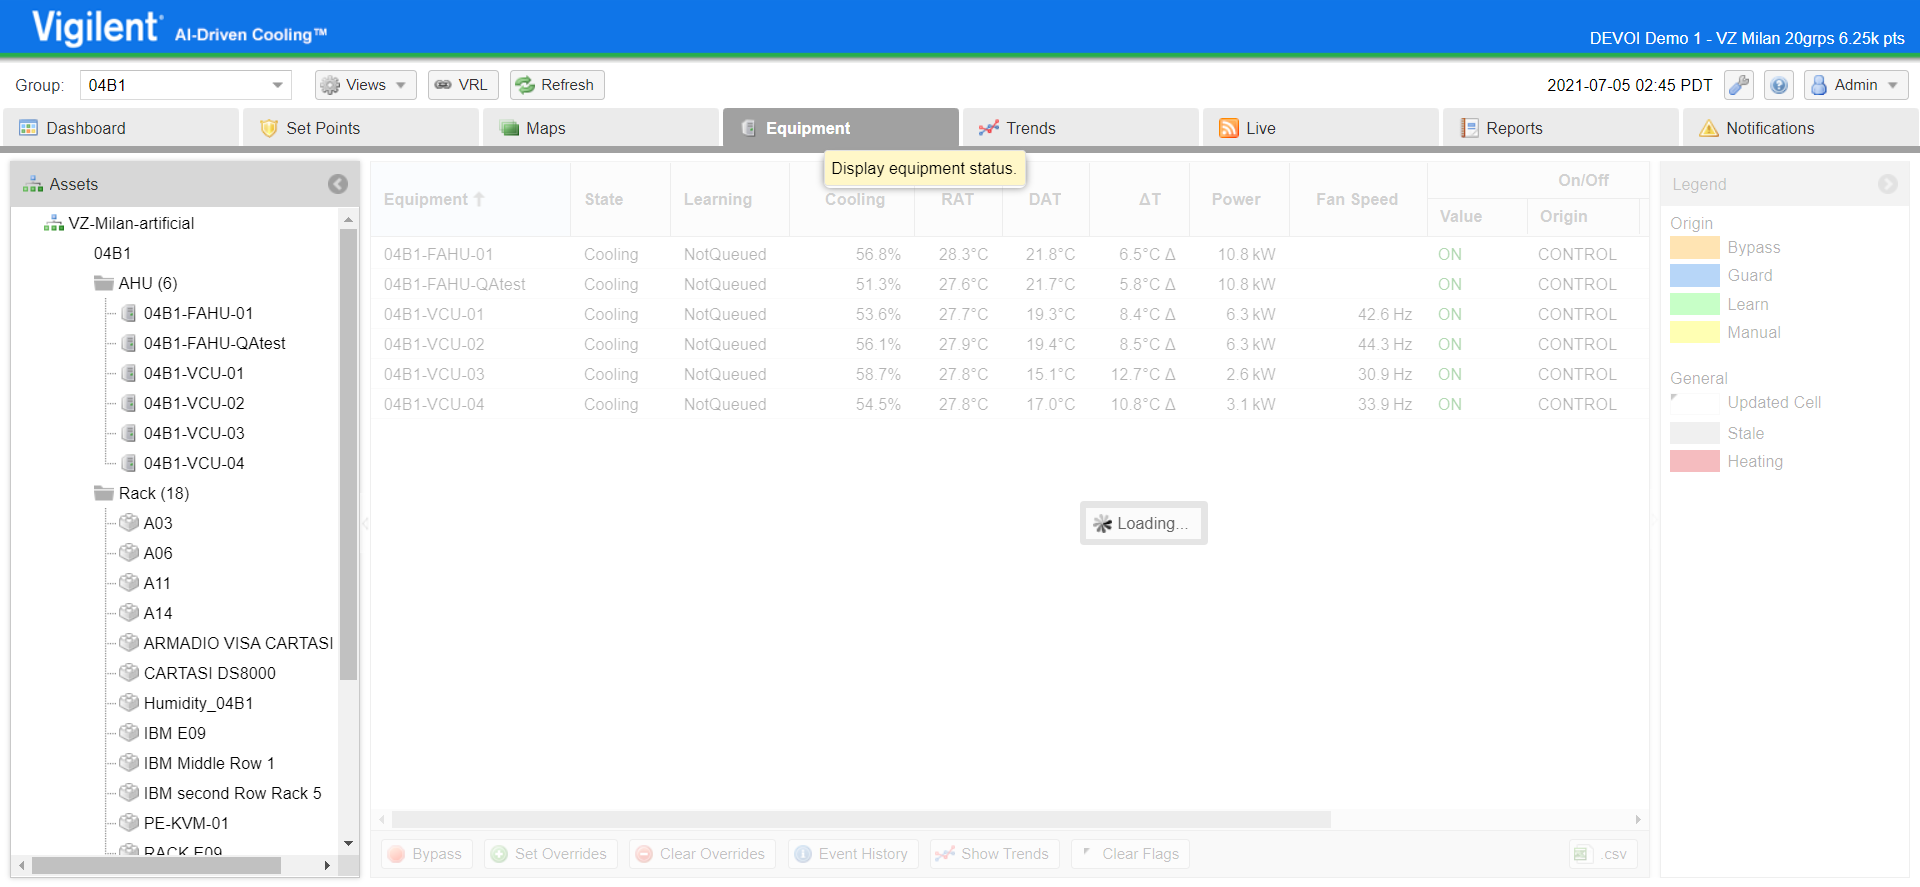 Vigilent AI-Driven Cooling™
DEVOI Demo 1 - VZ Milan 20grps 6.25k pts
Group: 04B1 Views VRL Refresh 2021-07-05 02:45 PDT Admin
Dashboard Set Points Maps Equipment Trends Live Reports Notifications
Display equipment status.
Assets
VZ-Milan-artificial
04B1
AHU (6)
04B1-FAHU-01
04B1-FAHU-QAtest
04B1-VCU-01
04B1-VCU-02
04B1-VCU-03
04B1-VCU-04
Rack (18)
A03
A06
A11
A14
ARMADIO VISA CARTASI
CARTASI DS8000
Humidity_04B1
IBM E09
IBM Middle Row 1
IBM second Row Rack 5
PE-KVM-01
RACK E09
Equipment State Learning Cooling RAT DAT ΔT Power Fan Speed On/Off
Value Origin
04B1-FAHU-01 Cooling NotQueued 56.8% 28.3°C 21.8°C 6.5°C Δ 10.8 kW ON CONTROL
04B1-FAHU-QAtest Cooling NotQueued 51.3% 27.6°C 21.7°C 5.8°C Δ 10.8 kW ON CONTROL
04B1-VCU-01 Cooling NotQueued 53.6% 27.7°C 19.3°C 8.4°C Δ 6.3 kW 42.6 Hz ON CONTROL
04B1-VCU-02 Cooling NotQueued 56.1% 27.9°C 19.4°C 8.5°C Δ 6.3 kW 44.3 Hz ON CONTROL
04B1-VCU-03 Cooling NotQueued 58.7% 27.8°C 15.1°C 12.7°C Δ 2.6 kW 30.9 Hz ON CONTROL
04B1-VCU-04 Cooling NotQueued 54.5% 27.8°C 17.0°C 10.8°C Δ 3.1 kW 33.9 Hz ON CONTROL
Loading...
Bypass Set Overrides Clear Overrides Event History Show Trends Clear Flags .csv
Legend
Origin
Bypass
Guard
Learn
Manual
General
Updated Cell
Stale
Heating